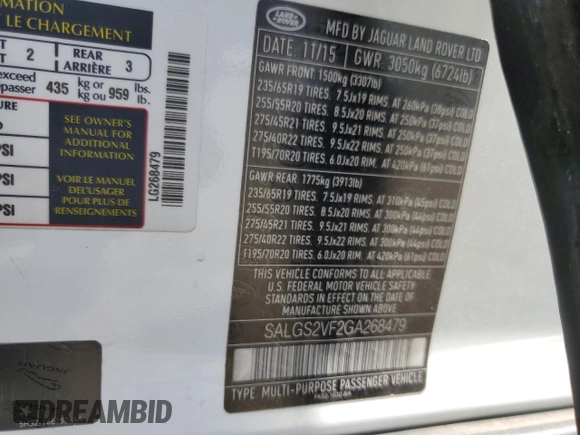 LE CHARGEMENT
2
REAR
ARRIÈRE 3
exceed
435 kg or 959 lbs.
kg ou lb.
SEE OWNER'S
MANUAL FOR
ADDITIONAL
INFORMATION
VOIR LE MANUEL
DE L'USAGER
POUR PLUS DE
RENSEIGNEMENTS
PSI
PSI
LG268479
LAND
ROVER
MFD BY JAGUAR LAND ROVER LTD
DATE 11/15 GWR. 3050kg (6724lb)
GAWR FRONT 1500kg (3307lb)
235/65R19 TIRES. 7.5Jx19 RIMS. AT 260kPa (38psi) COLD
255/55R20 TIRES. 8.5Jx20 RIMS. AT 250kPa (37psi) COLD
275/45R21 TIRES. 9.5Jx21 RIMS. AT 250kPa (37psi) COLD
275/40R22 TIRES. 9.5Jx22 RIMS. AT 250kPa (37psi) COLD
T195/70R20 TIRES. 6.0Jx20 RIM. AT 420kPa (61psi) COLD
GAWR REAR 1775kg (3913lb)
235/65R19 TIRES. 7.5Jx19 RIMS. AT 310kPa (45psi) COLD
255/55R20 TIRES. 8.5Jx20 RIMS. AT 300kPa (44psi) COLD
275/45R21 TIRES. 9.5Jx21 RIMS. AT 300kPa (44psi) COLD
275/40R22 TIRES. 9.5Jx22 RIMS. AT 300kPa (44psi) COLD
T195/70R20 TIRES. 6.0Jx20 RIM. AT 420kPa (61psi) COLD
THIS VEHICLE CONFORMS TO ALL APPLICABLE
U.S. FEDERAL MOTOR VEHICLE SAFETY
STANDARDS IN EFFECT ON THE DATE OF
MANUFACTURE SHOWN ABOVE
SALGS2VF2GA268479
TYPE: MULTI-PURPOSE PASSENGER VEHICLE
JAGUAR
DREAMBID